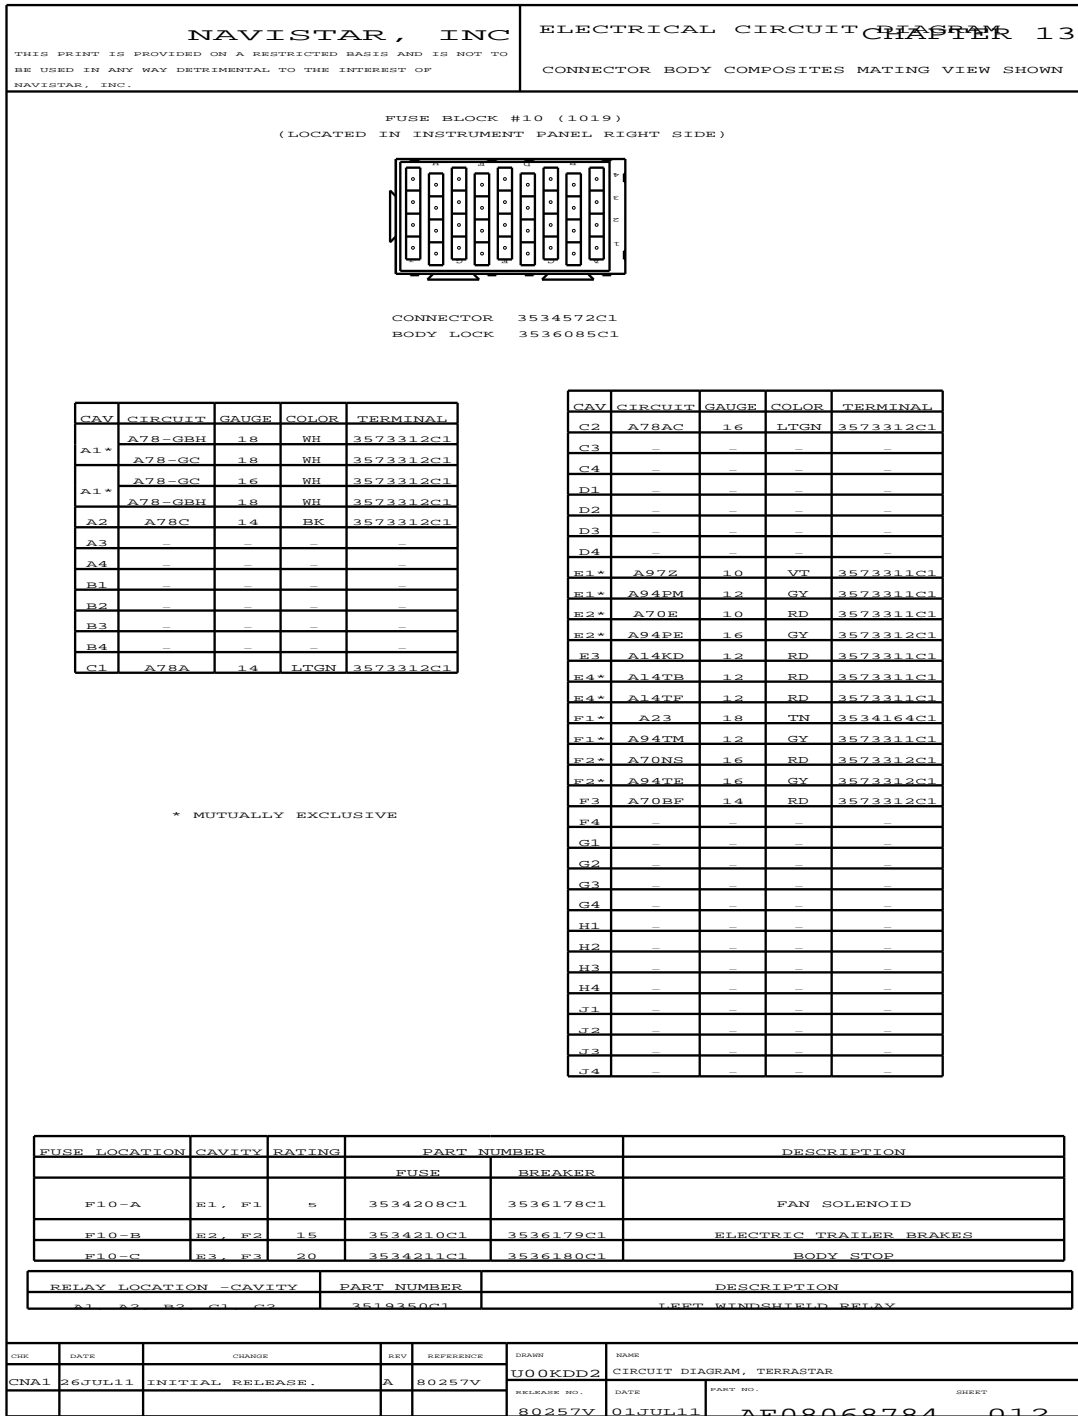 NAVISTAR, INC
THIS PRINT IS PROVIDED ON A RESTRICTED BASIS AND IS NOT TO
BE USED IN ANY WAY DETRIMENTAL TO THE INTEREST OF
NAVISTAR, INC.
ELECTRICAL CIRCUIT DIAGRAM
CHAPTER 13
CONNECTOR BODY COMPOSITES MATING VIEW SHOWN
FUSE BLOCK #10 (1019)
(LOCATED IN INSTRUMENT PANEL RIGHT SIDE)
CONNECTOR 3534572C1
BODY LOCK 3536085C1
CAV CIRCUIT GAUGE COLOR TERMINAL
A1* A78-GBH 18 WH 3573312C1
A78-GC 18 WH 3573312C1
A1* A78-GC 16 WH 3573312C1
A78-GBH 18 WH 3573312C1
A2 A78C 14 BK 3573312C1
A3 – – – –
A4 – – – –
B1 – – – –
B2 – – – –
B3 – – – –
B4 – – – –
C1 A78A 14 LTGN 3573312C1
* MUTUALLY EXCLUSIVE
CAV CIRCUIT GAUGE COLOR TERMINAL
C2 A78AC 16 LTGN 3573312C1
C3 – – – –
C4 – – – –
D1 – – – –
D2 – – – –
D3 – – – –
D4 – – – –
E1* A97Z 10 VT 3573311C1
E1* A94PM 12 GY 3573311C1
E2* A70E 10 RD 3573311C1
E2* A94PE 16 GY 3573312C1
E3 A14KD 12 RD 3573311C1
E4* A14TB 12 RD 3573311C1
E4* A14TF 12 RD 3573311C1
F1* A23 18 TN 3534164C1
F1* A94TM 12 GY 3573311C1
F2* A70NS 16 RD 3573312C1
F2* A94TE 16 GY 3573312C1
F3 A70BF 14 RD 3573312C1
F4 – – – –
G1 – – – –
G2 – – – –
G3 – – – –
G4 – – – –
H1 – – – –
H2 – – – –
H3 – – – –
H4 – – – –
J1 – – – –
J2 – – – –
J3 – – – –
J4 – – – –
FUSE LOCATION CAVITY RATING PART NUMBER DESCRIPTION
FUSE BREAKER
F10-A E1, F1 5 3534208C1 3536178C1 FAN SOLENOID
F10-B E2, F2 15 3534210C1 3536179C1 ELECTRIC TRAILER BRAKES
F10-C E3, F3 20 3534211C1 3536180C1 BODY STOP
RELAY LOCATION -CAVITY PART NUMBER DESCRIPTION
A1, A2, B2, C1, C2 3519350C1 LEFT WINDSHIELD RELAY
CHK DATE CHANGE REV REFERENCE DRAWN NAME
CNA1 26JUL11 INITIAL RELEASE. A 80257V U00KDD2 CIRCUIT DIAGRAM, TERRASTAR
RELEASE NO. DATE PART NO. SHEET
80257V 01JUL11 AE08068784 012